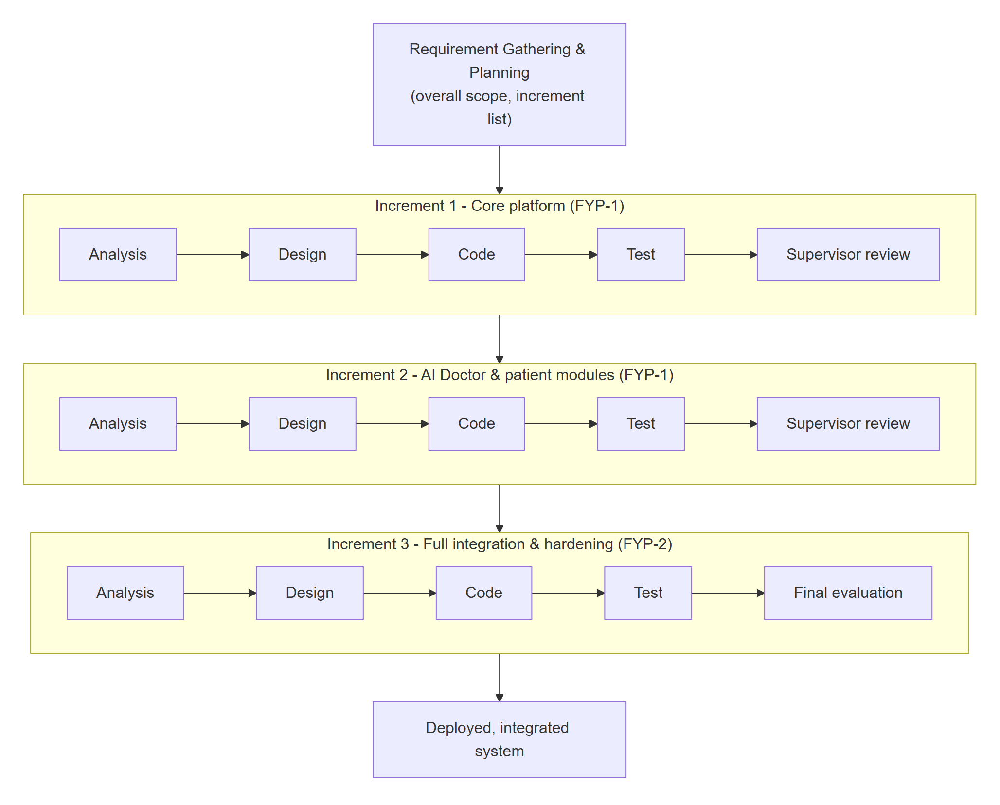 Requirement Gathering &
Planning
(overall scope, increment
list)
Increment 1 - Core platform (FYP-1)
Analysis
Design
Code
Test
Supervisor review
Increment 2 - AI Doctor & patient modules (FYP-1)
Analysis
Design
Code
Test
Supervisor review
Increment 3 - Full integration & hardening (FYP-2)
Analysis
Design
Code
Test
Final evaluation
Deployed, integrated
system